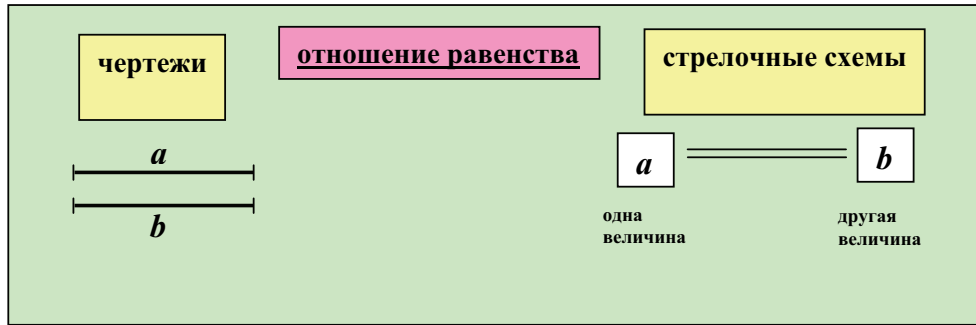 чертежи
отношение равенства
стрелочные схемы
a
b
a
b
одна
величина
другая
величина